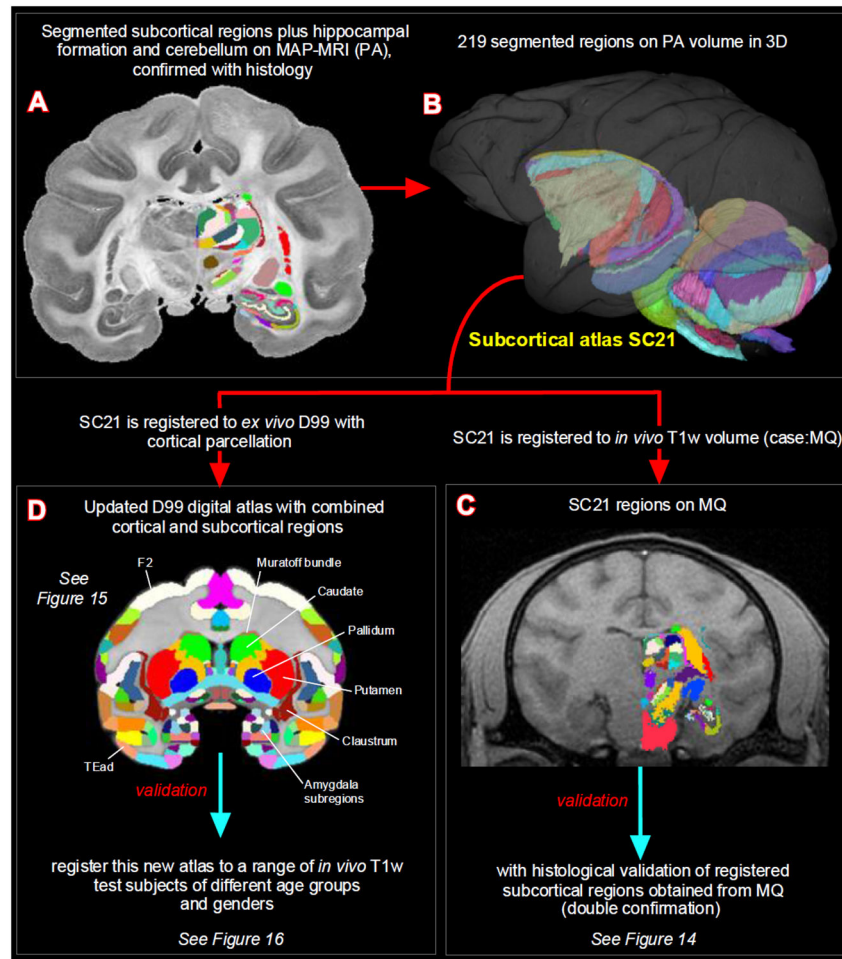 Segmented subcortical regions plus hippocampal
formation and cerebellum on MAP-MRI (PA),
confirmed with histology
219 segmented regions on PA volume in 3D
A
B
Subcortical atlas SC21
SC21 is registered to ex vivo D99 with
cortical parcellation
SC21 is registered to in vivo T1w volume (case:MQ)
D
Updated D99 digital atlas with combined
cortical and subcortical regions
See
Figure 15
F2
Muratoff bundle
Caudate
Pallidum
Putamen
Claustrum
Amygdala
subregions
TEad
validation
register this new atlas to a range of in vivo T1w
test subjects of different age groups
and genders
See Figure 16
C
SC21 regions on MQ
validation
with histological validation of registered
subcortical regions obtained from MQ
(double confirmation)
See Figure 14